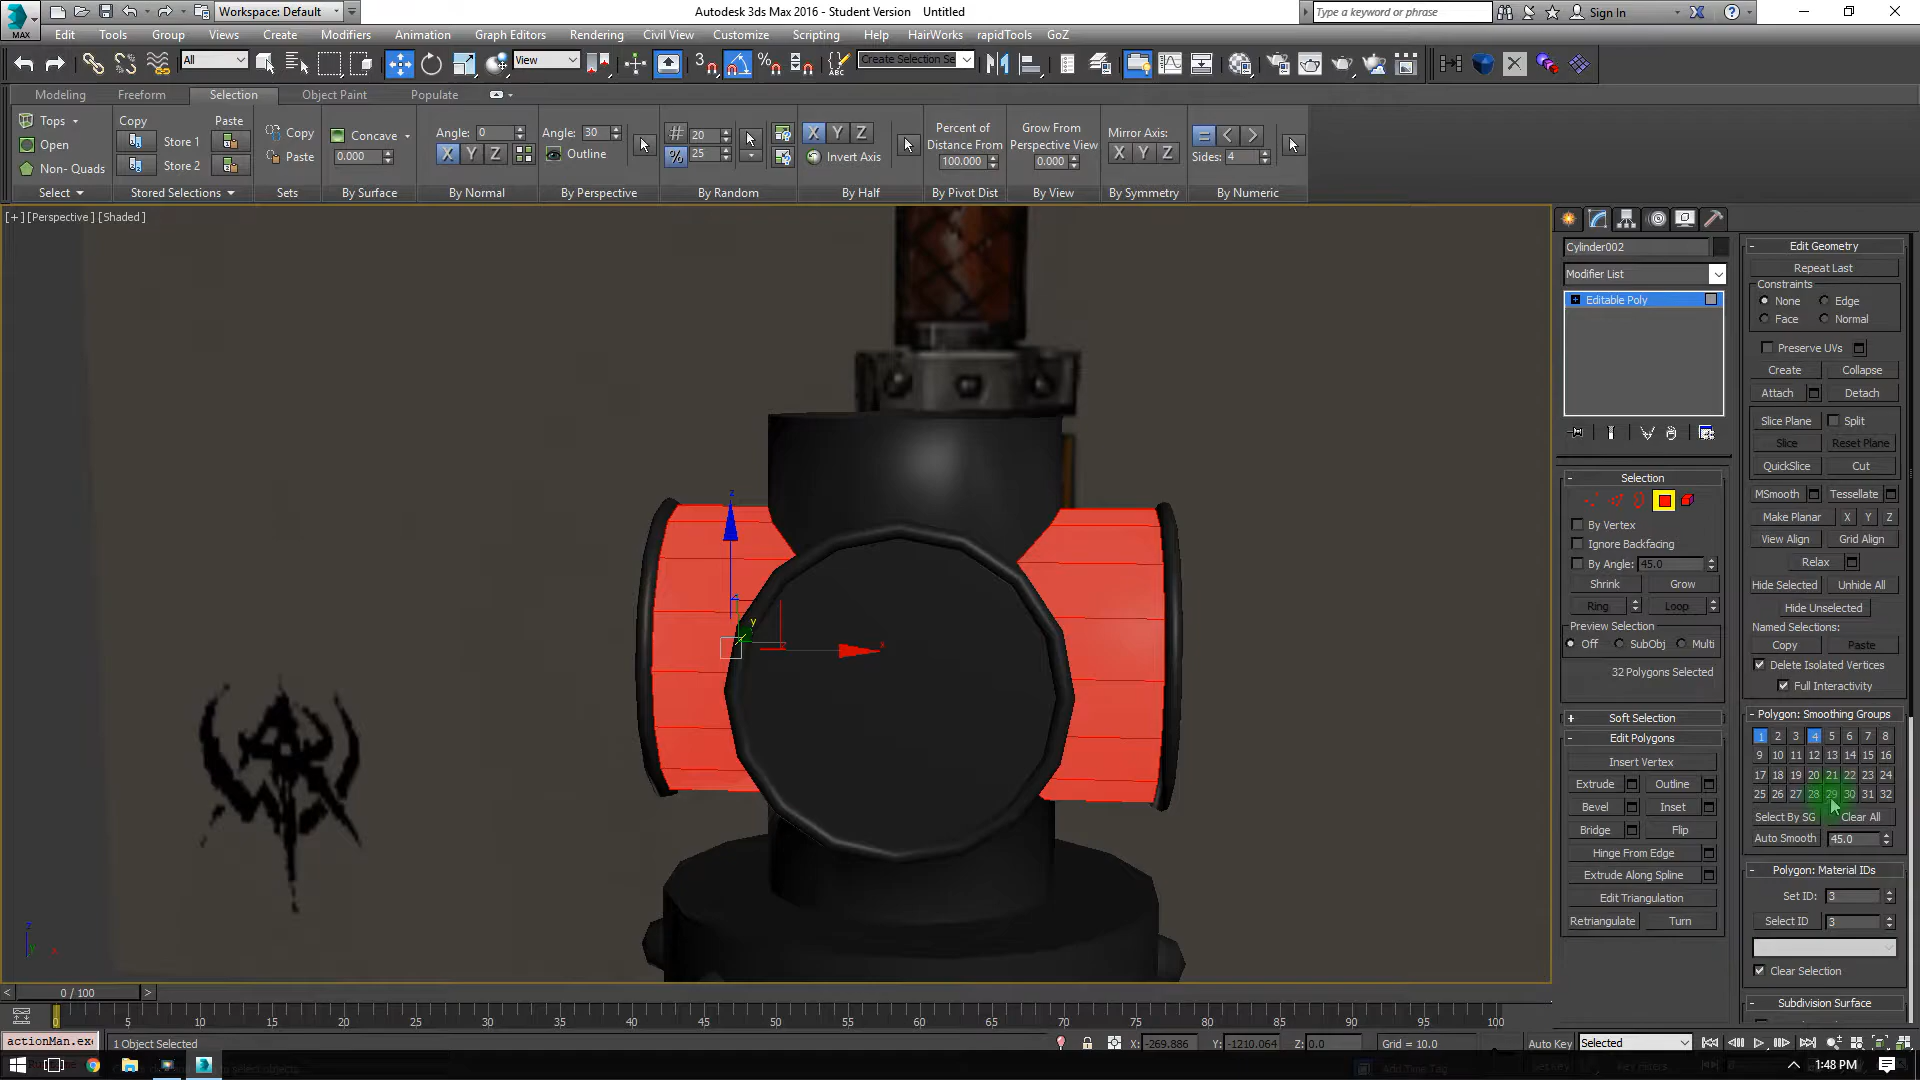 Workspace: Default
Autodesk 3ds Max 2016 - Student Version Untitled
Type a keyword or phrase
Sign In
MAX
Edit Tools Group Views Create Modifiers Animation Graph Editors Rendering Civil View Customize Scripting Help HairWorks rapidTools GoZ
All
View
3
Create Selection Se
Modeling Freeform Selection Object Paint Populate
Tops
Open
Non-Quads
Select
Copy Paste
Store 1
Store 2
Stored Selections
Copy
Paste
Sets
Concave
0.000
By Surface
Angle: 0
X Y Z
By Normal
Angle: 30
Outline
By Perspective
# 20
% 25
By Random
X Y Z
Invert Axis
By Half
Percent of
Distance From
100.000
By Pivot Dist
Grow From
Perspective View
0.000
By View
Mirror Axis:
X Y Z
By Symmetry
= < >
Sides: 4
By Numeric
[+] [Perspective] [Shaded]
z
y
x
Cylinder002
Modifier List
Editable Poly
Selection
By Vertex
Ignore Backfacing
By Angle: 45.0
Shrink Grow
Ring Loop
Preview Selection
Off SubObj Multi
32 Polygons Selected
Soft Selection
Edit Polygons
Insert Vertex
Extrude Outline
Bevel Inset
Bridge Flip
Hinge From Edge
Extrude Along Spline
Edit Triangulation
Retriangulate Turn
Edit Geometry
Repeat Last
Constraints
None Edge
Face Normal
Preserve UVs
Create Collapse
Attach Detach
Slice Plane Split
Slice Reset Plane
QuickSlice Cut
MSmooth Tessellate
Make Planar X Y Z
View Align Grid Align
Relax
Hide Selected Unhide All
Hide Unselected
Named Selections:
Copy Paste
Delete Isolated Vertices
Full Interactivity
Polygon: Smoothing Groups
1 2 3 4 5 6 7 8
9 10 11 12 13 14 15 16
17 18 19 20 21 22 23 24
25 26 27 28 29 30 31 32
Select By SG Clear All
Auto Smooth 45.0
Polygon: Material IDs
Set ID: 3
Select ID 3
Clear Selection
Subdivision Surface
0 / 100
0 5 10 15 20 25 30 35 40 45 50 55 60 65 70 75 80 85 90 95 100
actionMan.exe
1 Object Selected
X: -269.886 Y: -1210.064 Z: 0.0 Grid = 10.0
Auto Key Selected
Add Time Tag
1:48 PM